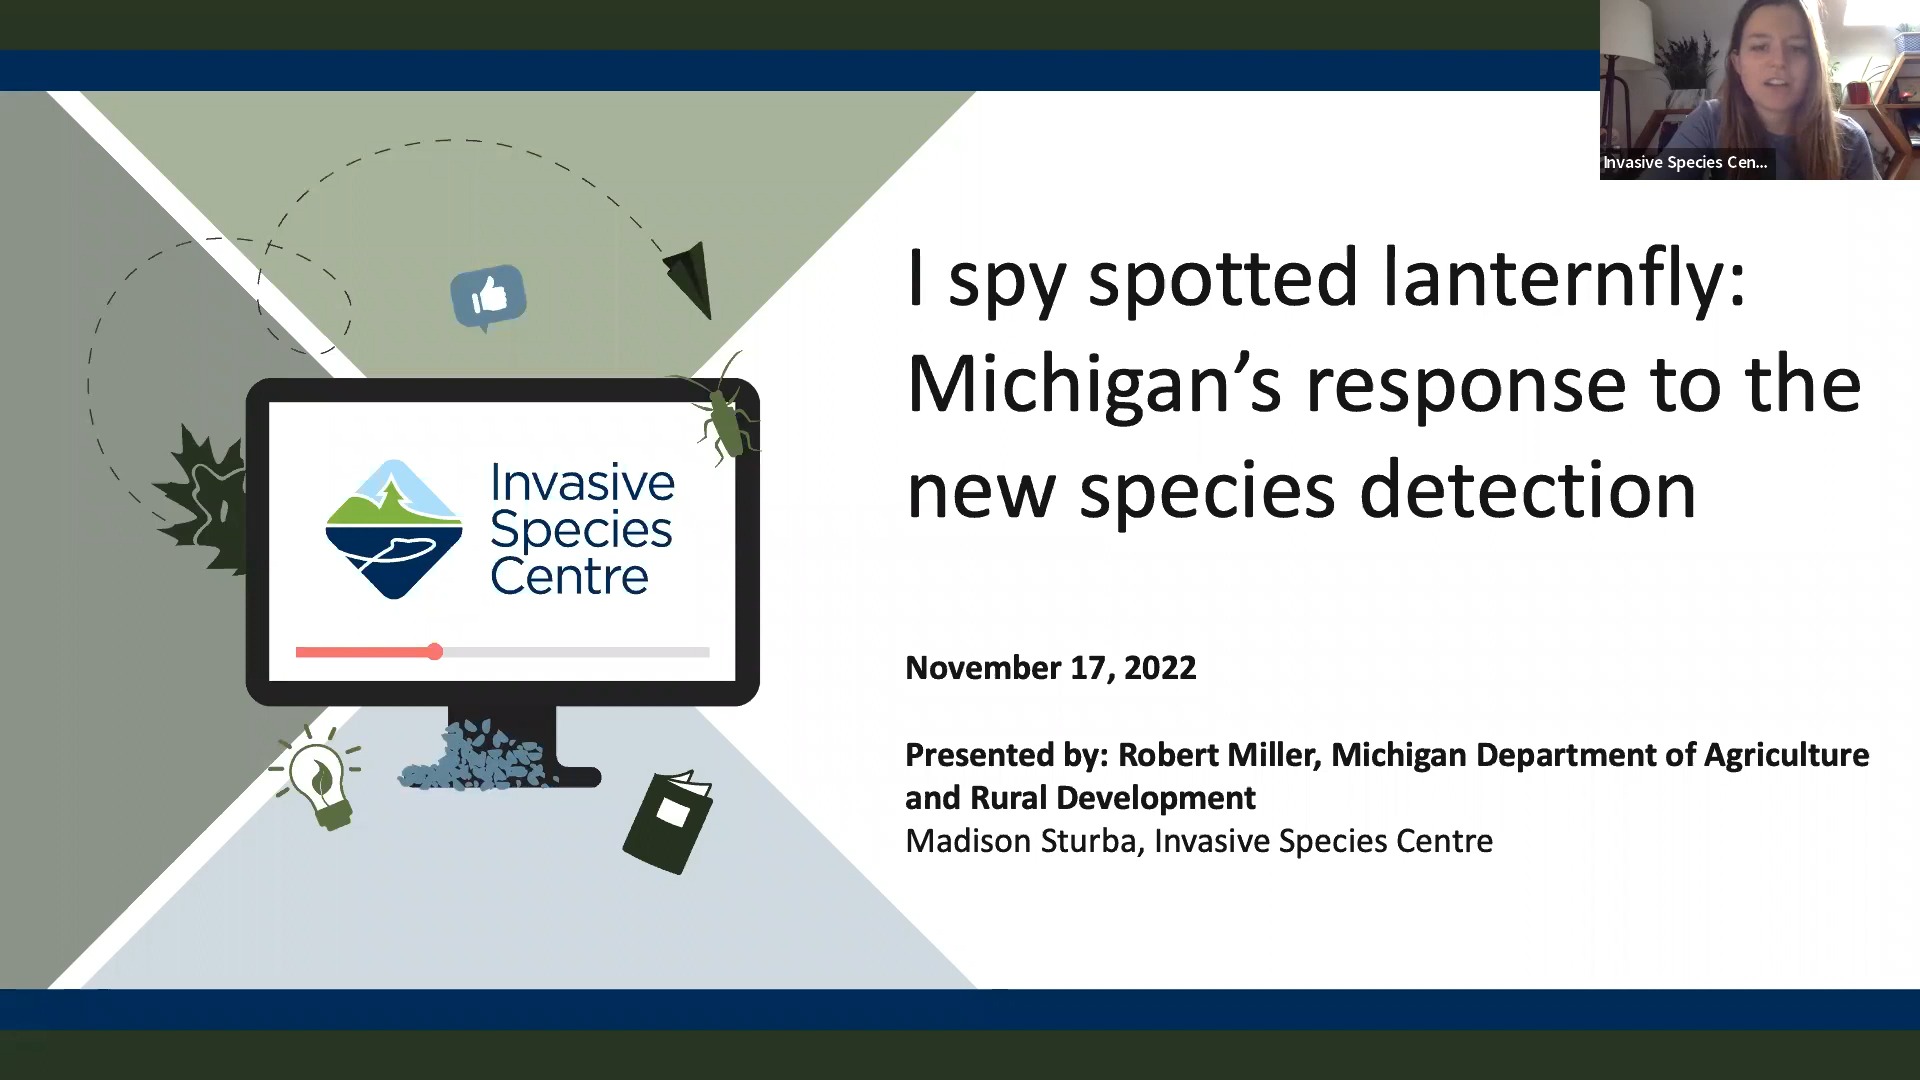 Invasive Species Cen...
I spy spotted lanternfly:
Michigan’s response to the
new species detection
Invasive
Species
Centre
November 17, 2022
Presented by: Robert Miller, Michigan Department of Agriculture
and Rural Development
Madison Sturba, Invasive Species Centre